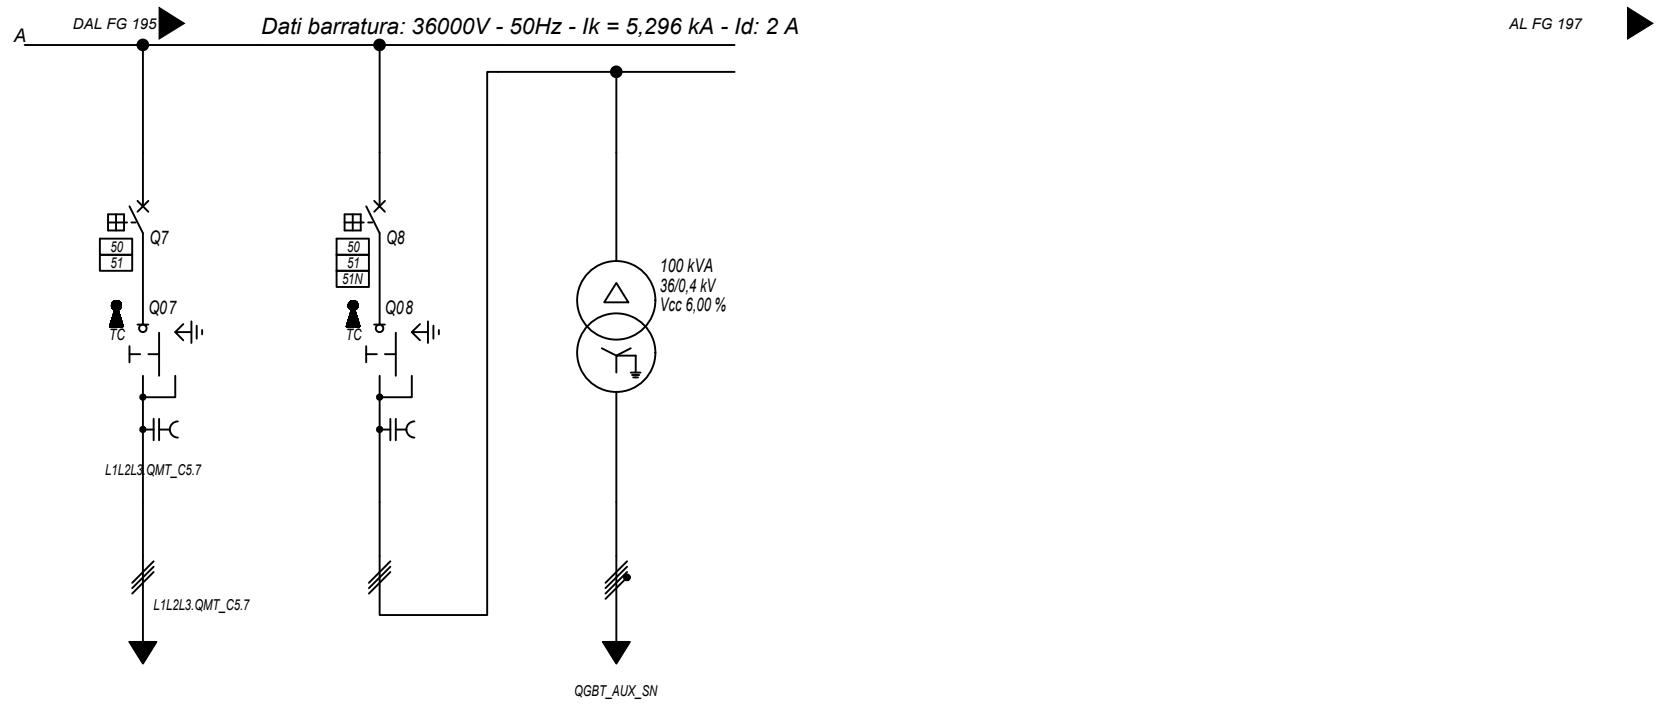 DAL FG 195
Dati barratura: 36000V - 50Hz - Ik = 5,296 kA - Id: 2 A
AL FG 197
A
Q7
50
51
Q8
50
51
51N
100 kVA
36/0,4 kV
Vcc 6,00 %
Q07
TC
Q08
TC
L1L2L3.QMT_C5.7
L1L2L3.QMT_C5.7
QGBT_AUX_SN